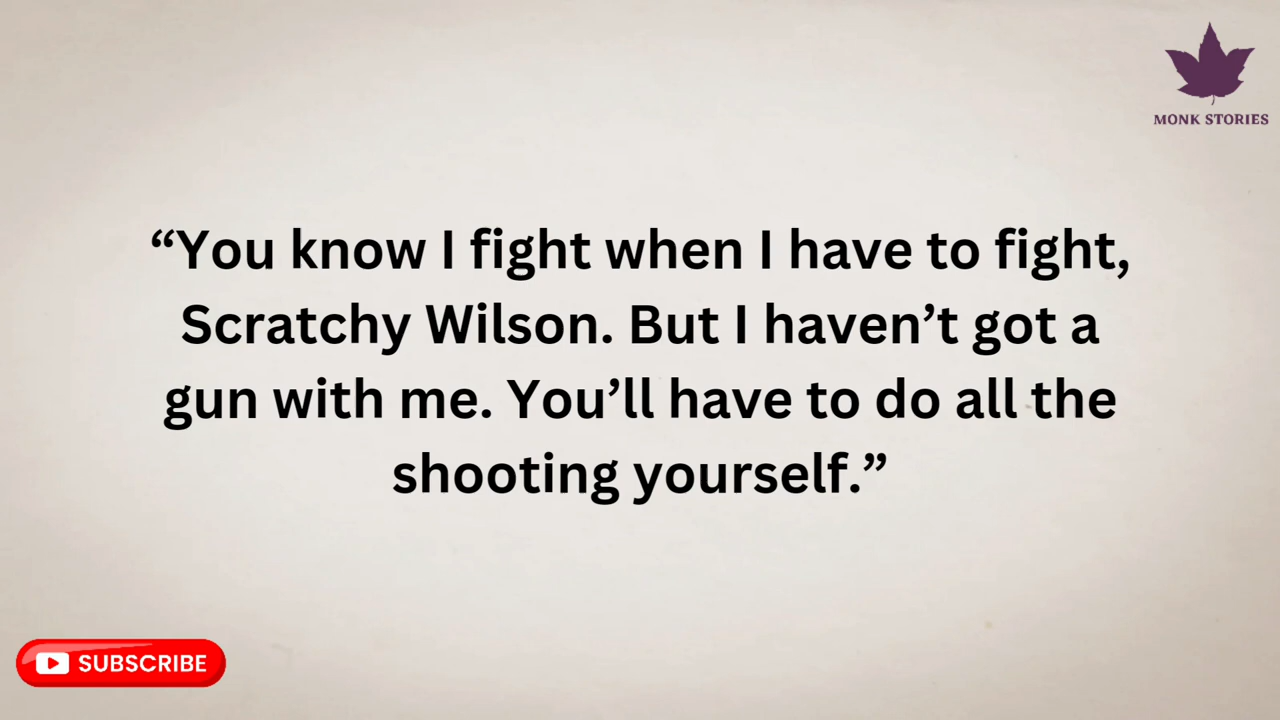 MONK STORIES
“You know I fight when I have to fight,
Scratchy Wilson. But I haven’t got a
gun with me. You’ll have to do all the
shooting yourself.”
SUBSCRIBE